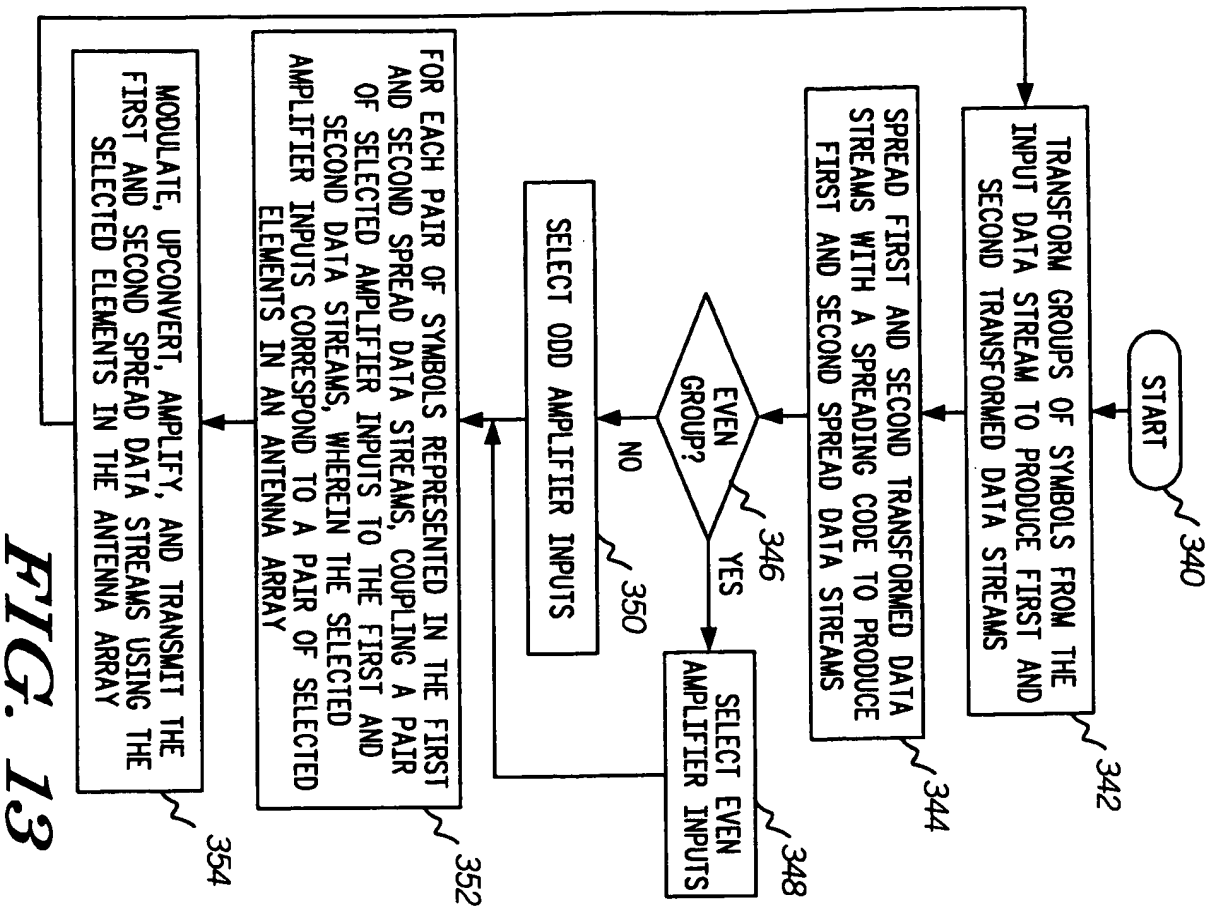 START
340
TRANSFORM GROUPS OF SYMBOLS FROM THE
INPUT DATA STREAM TO PRODUCE FIRST AND
SECOND TRANSFORMED DATA STREAMS
342
SPREAD FIRST AND SECOND TRANSFORMED DATA
STREAMS WITH A SPREADING CODE TO PRODUCE
FIRST AND SECOND SPREAD DATA STREAMS
344
EVEN
GROUP?
346
YES
NO
SELECT EVEN
AMPLIFIER INPUTS
348
SELECT ODD AMPLIFIER INPUTS
350
FOR EACH PAIR OF SYMBOLS REPRESENTED IN THE FIRST
AND SECOND SPREAD DATA STREAMS, COUPLING A PAIR
OF SELECTED AMPLIFIER INPUTS TO THE FIRST AND
SECOND DATA STREAMS, WHEREIN THE SELECTED
AMPLIFIER INPUTS CORRESPOND TO A PAIR OF SELECTED
ELEMENTS IN AN ANTENNA ARRAY
352
MODULATE, UPCONVERT, AMPLIFY, AND TRANSMIT THE
FIRST AND SECOND SPREAD DATA STREAMS USING THE
SELECTED ELEMENTS IN THE ANTENNA ARRAY
354
FIG. 13